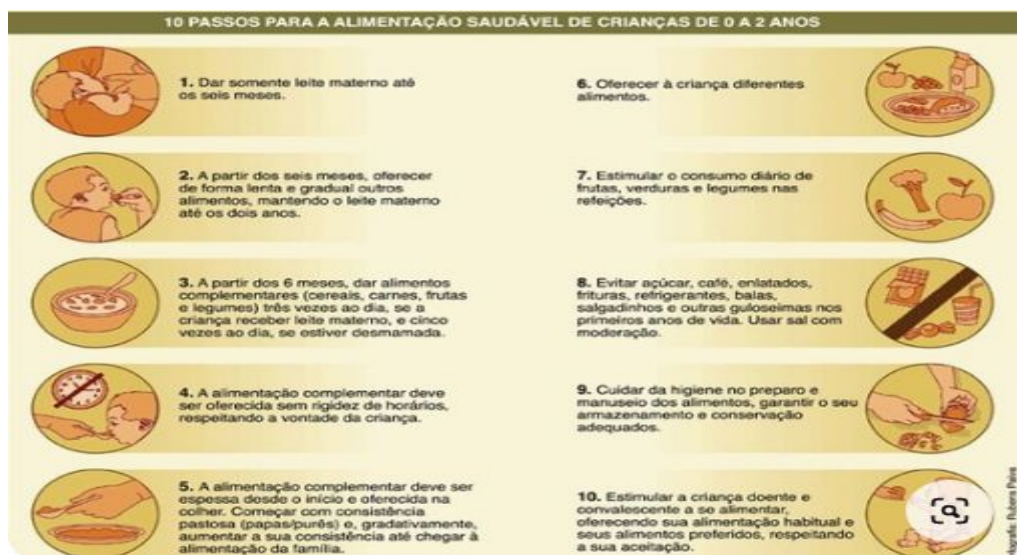 10 PASSOS PARA A ALIMENTAÇÃO SAUDÁVEL DE CRIANÇAS DE 0 A 2 ANOS
1. Dar somente leite materno até
os seis meses.
2. A partir dos seis meses, oferecer
de forma lenta e gradual outros
alimentos, mantendo o leite materno
até os dois anos.
3. A partir dos 6 meses, dar alimentos
complementares (cereais, carnes, frutas
e legumes) três vezes ao dia, se a
criança receber leite materno, e cinco
vezes ao dia, se estiver desmamada.
4. A alimentação complementar deve
ser oferecida sem rigidez de horários,
respeitando a vontade da criança.
5. A alimentação complementar deve ser
espessa desde o início e oferecida na
colher. Começar com consistência
pastosa (papas/purês) e, gradativamente,
aumentar a sua consistência até chegar à
alimentação da família.
6. Oferecer à criança diferentes
alimentos.
7. Estimular o consumo diário de
frutas, verduras e legumes nas
refeições.
8. Evitar açúcar, café, enlatados,
frituras, refrigerantes, balas,
salgadinhos e outras guloseimas nos
primeiros anos de vida. Usar sal com
moderação.
9. Cuidar da higiene no preparo e
manuseio dos alimentos, garantir o seu
armazenamento e conservação
adequados.
10. Estimular a criança doente e
convalescente a se alimentar,
oferecendo sua alimentação habitual e
seus alimentos preferidos, respeitando
a sua aceitação.
Paiva